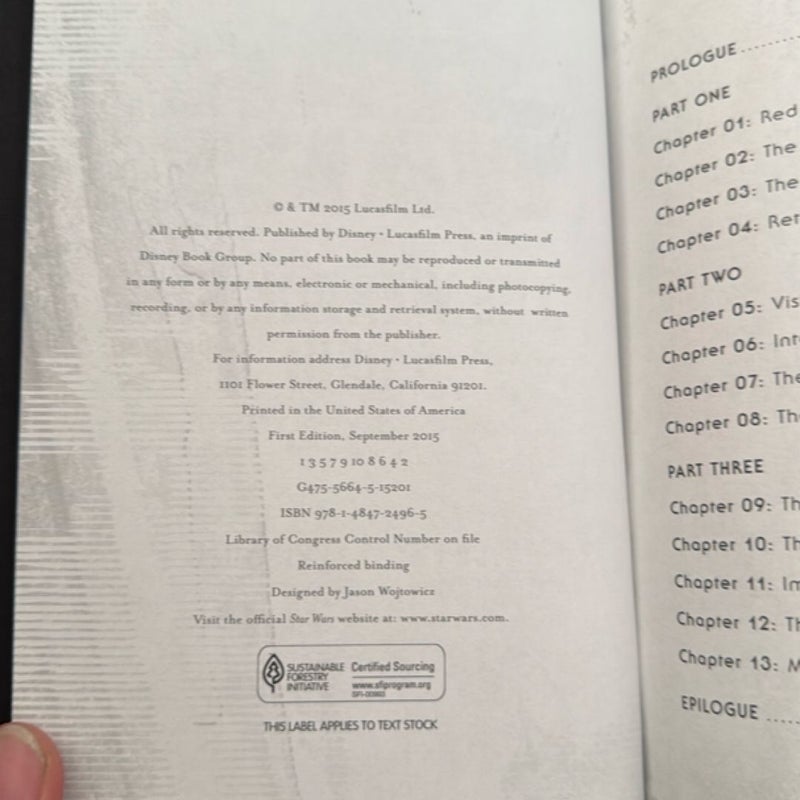 © & TM 2015 Lucasfilm Ltd.
All rights reserved. Published by Disney • Lucasfilm Press, an imprint of
Disney Book Group. No part of this book may be reproduced or transmitted
in any form or by any means, electronic or mechanical, including photocopying,
recording, or by any information storage and retrieval system, without written
permission from the publisher.
For information address Disney • Lucasfilm Press,
1101 Flower Street, Glendale, California 91201.
Printed in the United States of America
First Edition, September 2015
1 3 5 7 9 10 8 6 4 2
G475-5664-5-15201
ISBN 978-1-4847-2496-5
Library of Congress Control Number on file
Reinforced binding
Designed by Jason Wojtowicz
Visit the official Star Wars website at: www.starwars.com.
SUSTAINABLE
FORESTRY
INITIATIVE
Certified Sourcing
www.sfiprogram.org
THIS LABEL APPLIES TO TEXT STOCK
PROLOGUE.........
PART ONE
Chapter 01: Red
Chapter 02: The
Chapter 03: The
Chapter 04: Ret
PART TWO
Chapter 05: Vis
Chapter 06: Int
Chapter 07: The
Chapter 08: Th
PART THREE
Chapter 09: Th
Chapter 10: Th
Chapter 11: Im
Chapter 12: Th
Chapter 13: M
EPILOGUE .....